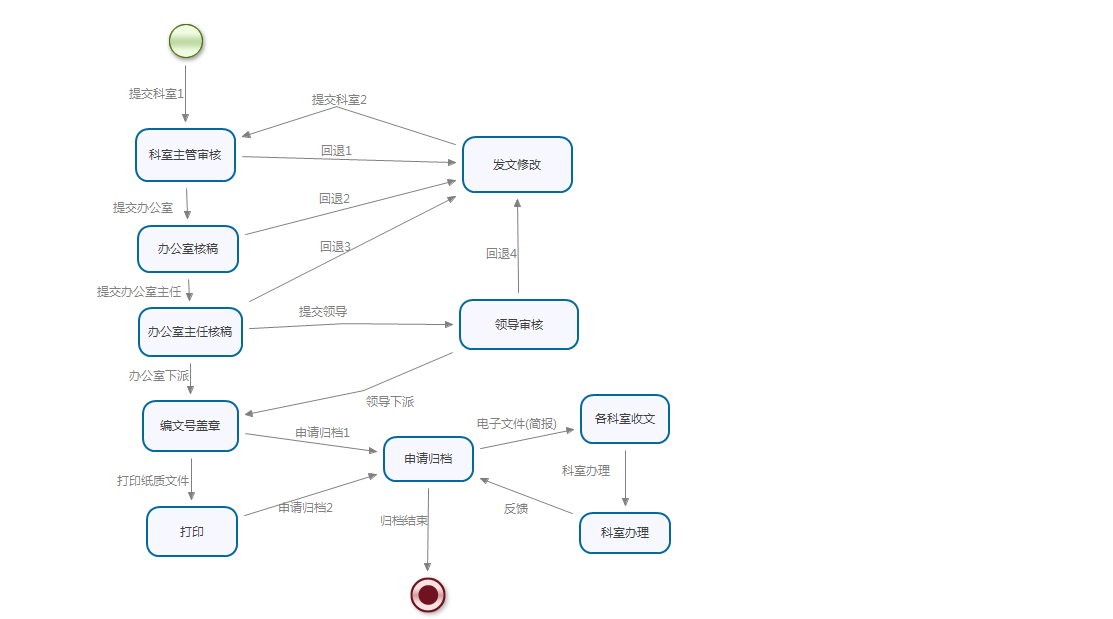 提交科室1
提交科室2
科室主管审核
回退1
发文修改
提交办公室
回退2
办公室核稿
回退3
回退4
提交办公室主任
提交领导
办公室主任核稿
领导审核
办公室下派
领导下派
编文号盖章
申请归档1
电子文件(简报)
各科室收文
申请归档
打印纸质文件
科室办理
申请归档2
反馈
归档结束
打印
科室办理